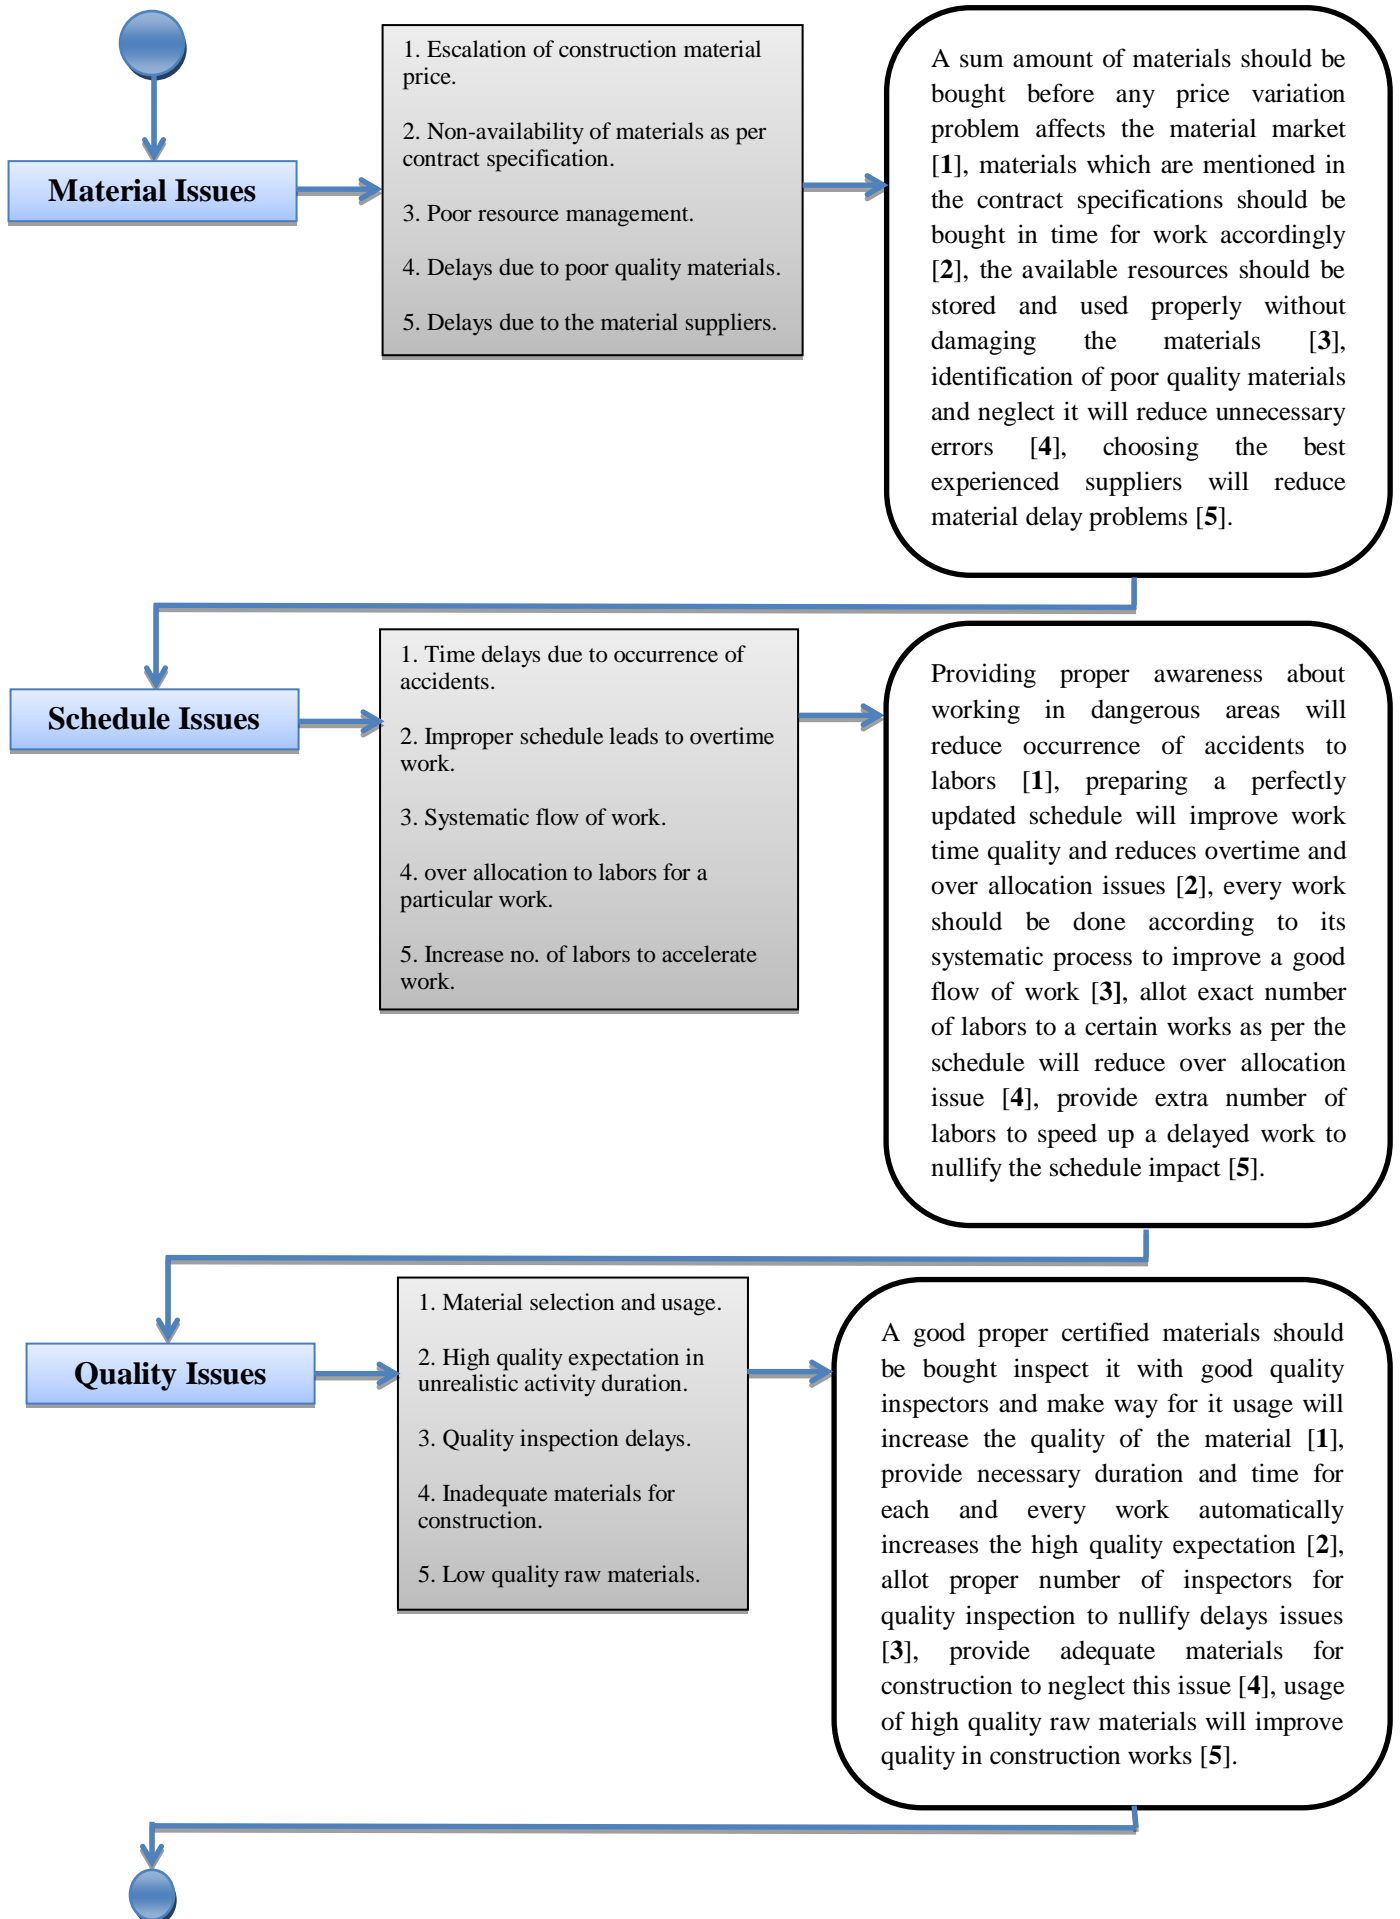 Material Issues
1. Escalation of construction material
price.
2. Non-availability of materials as per
contract specification.
3. Poor resource management.
4. Delays due to poor quality materials.
5. Delays due to the material suppliers.
A sum amount of materials should be
bought before any price variation
problem affects the material market
[1], materials which are mentioned in
the contract specifications should be
bought in time for work accordingly
[2], the available resources should be
stored and used properly without
damaging the materials [3],
identification of poor quality materials
and neglect it will reduce unnecessary
errors [4], choosing the best
experienced suppliers will reduce
material delay problems [5].
Schedule Issues
1. Time delays due to occurrence of
accidents.
2. Improper schedule leads to overtime
work.
3. Systematic flow of work.
4. over allocation to labors for a
particular work.
5. Increase no. of labors to accelerate
work.
Providing proper awareness about
working in dangerous areas will
reduce occurrence of accidents to
labors [1], preparing a perfectly
updated schedule will improve work
time quality and reduces overtime and
over allocation issues [2], every work
should be done according to its
systematic process to improve a good
flow of work [3], allot exact number
of labors to a certain works as per the
schedule will reduce over allocation
issue [4], provide extra number of
labors to speed up a delayed work to
nullify the schedule impact [5].
Quality Issues
1. Material selection and usage.
2. High quality expectation in
unrealistic activity duration.
3. Quality inspection delays.
4. Inadequate materials for
construction.
5. Low quality raw materials.
A good proper certified materials should
be bought inspect it with good quality
inspectors and make way for it usage will
increase the quality of the material [1],
provide necessary duration and time for
each and every work automatically
increases the high quality expectation [2],
allot proper number of inspectors for
quality inspection to nullify delays issues
[3], provide adequate materials for
construction to neglect this issue [4], usage
of high quality raw materials will improve
quality in construction works [5].